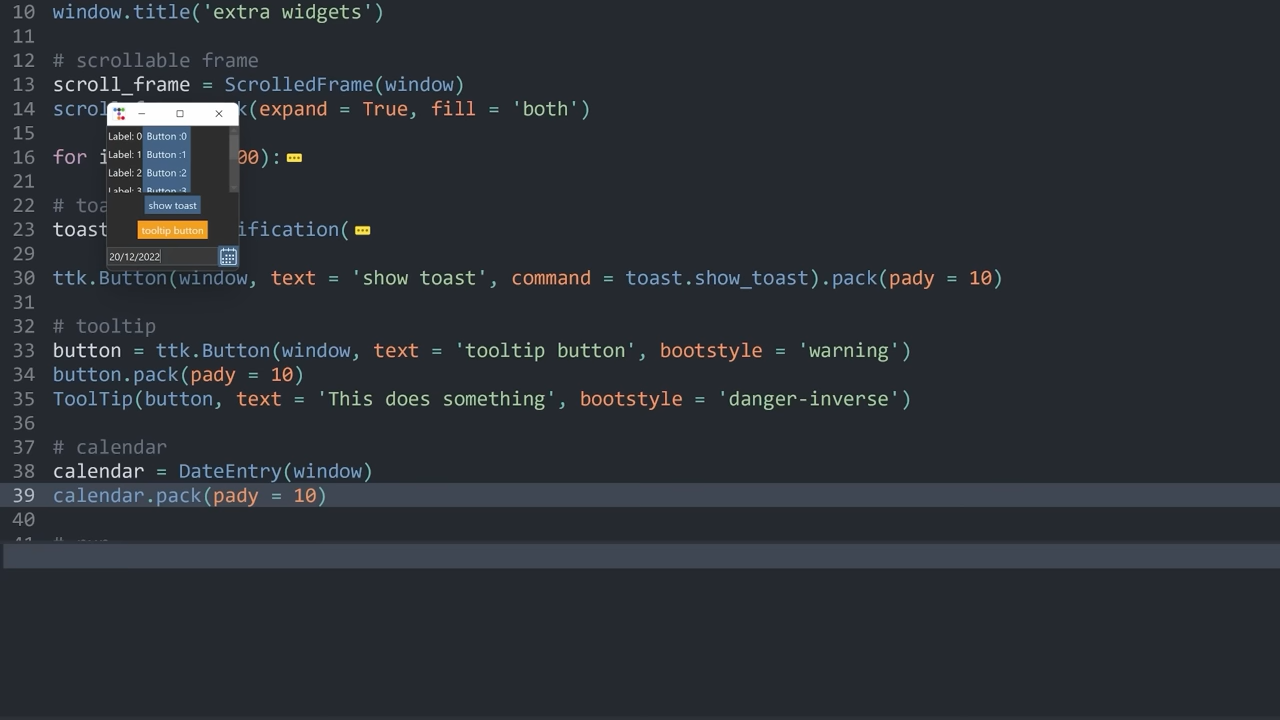 10 window.title('extra widgets')
11
12 # scrollable frame
13 scroll_frame = ScrolledFrame(window)
14 scroll k(expand = True, fill = 'both')
15
16 for i 00):
21
22 # toa
23 toast ification(
29
30 ttk.Button(window, text = 'show toast', command = toast.show_toast).pack(pady = 10)
31
32 # tooltip
33 button = ttk.Button(window, text = 'tooltip button', bootstyle = 'warning')
34 button.pack(pady = 10)
35 ToolTip(button, text = 'This does something', bootstyle = 'danger-inverse')
36
37 # calendar
38 calendar = DateEntry(window)
39 calendar.pack(pady = 10)
40
Label: 0 Button :0
Label: 1 Button :1
Label: 2 Button :2
Label: 3 Button :3
show toast
tooltip button
20/12/2022